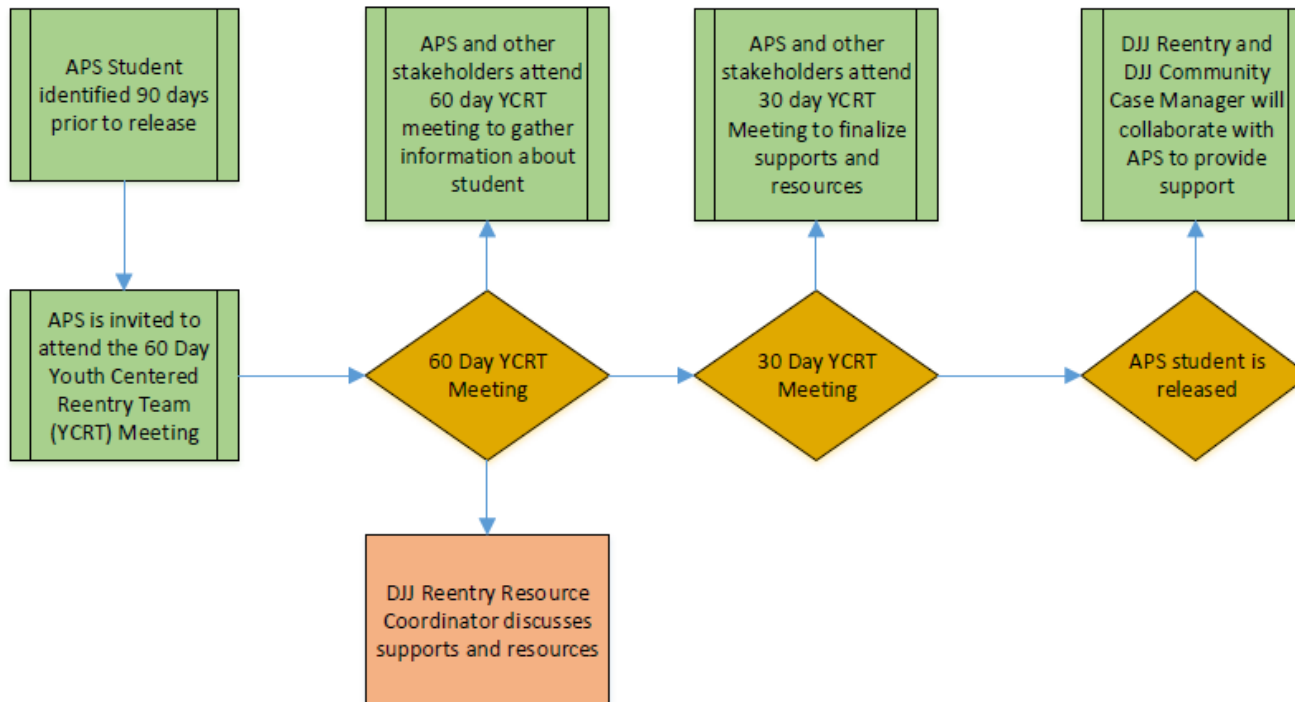 APS Student
identified 90 days
prior to release
APS and other
stakeholders attend
60 day YCRT
meeting to gather
information about
student
APS and other
stakeholders attend
30 day YCRT
Meeting to finalize
supports and
resources
DJJ Reentry and
DJJ Community
Case Manager will
collaborate with
APS to provide
support
APS is invited to
attend the 60 Day
Youth Centered
Reentry Team
(YCRT) Meeting
60 Day YCRT
Meeting
30 Day YCRT
Meeting
APS student is
released
DJJ Reentry Resource
Coordinator discusses
supports and resources